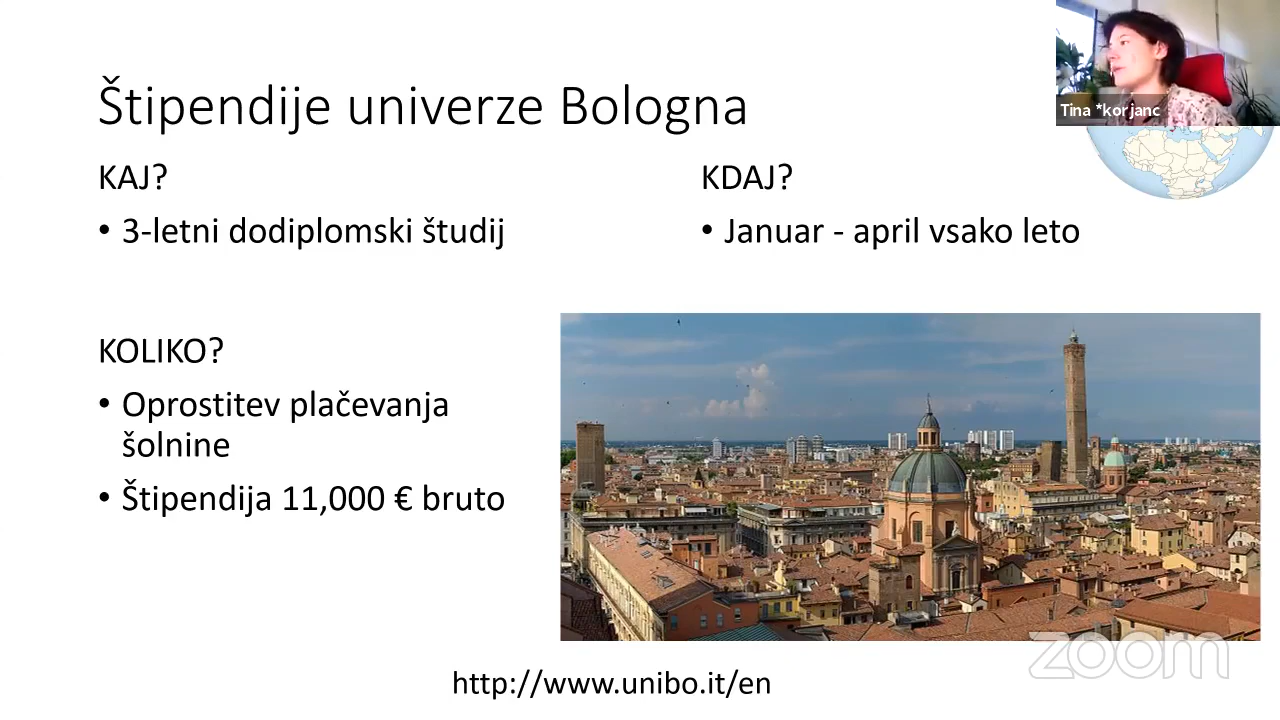 Štipendije univerze Bologna
KAJ?
• 3-letni dodiplomski študij
KOLIKO?
• Oprostitev plačevanja
šolnine
• Štipendija 11,000 € bruto
KDAJ?
• Januar - april vsako leto
http://www.unibo.it/en
Tina *korjanc
zoom